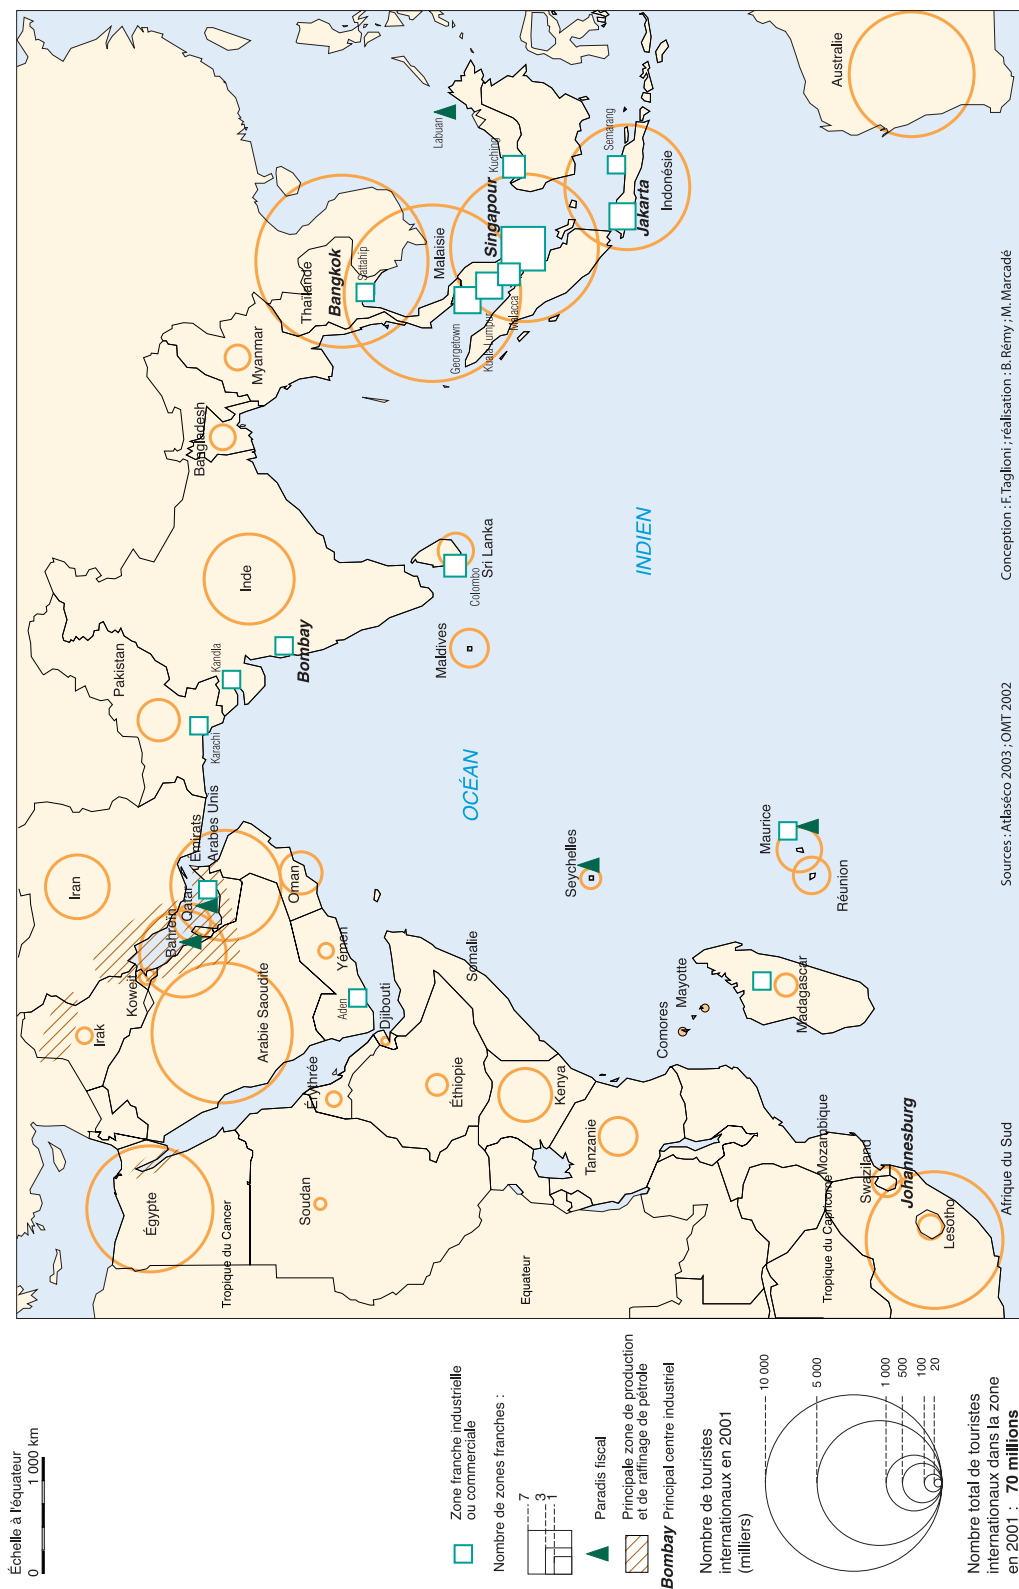 Échelle à l'équateur
0 1 000 km
Zone franche industrielle
ou commerciale
Nombre de zones franches :
7
3
1
Paradis fiscal
Principale zone de production
et de raffinage de pétrole
Bombay Principal centre industriel
Nombre de touristes
internationaux en 2001
(milliers)
10 000
5 000
1 000
500
100
20
Nombre total de touristes
internationaux dans la zone
en 2001 : 70 millions
Égypte
Tropique du Cancer
Soudan
Equateur
Érythrée
Éthiopie
Djibouti
Somalie
Kenya
Tanzanie
Comores
Mayotte
Madagascar
Mozambique
Tropique du Capricorne
Swaziland
Johannesburg
Lesotho
Afrique du Sud
Irak
Koweit
Bahreïn
Qatar
Émirats
Arabes Unis
Arabie Saoudite
Yémen
Aden
Oman
Iran
Seychelles
Maurice
Réunion
Pakistan
Karachi
Kandla
Bombay
Inde
Maldives
Colombo
Sri Lanka
OCÉAN
INDIEN
Bangladesh
Myanmar
Thaïlande
Bangkok
Sattahip
Malaisie
Georgetown
Kuala Lumpur
Malacca
Singapour
Kuching
Labuan
Semarang
Jakarta
Indonésie
Australie
Sources : Atlaséco 2003 ; OMT 2002
Conception : F. Taglioni ; réalisation : B. Rémy ; M. Marcadé